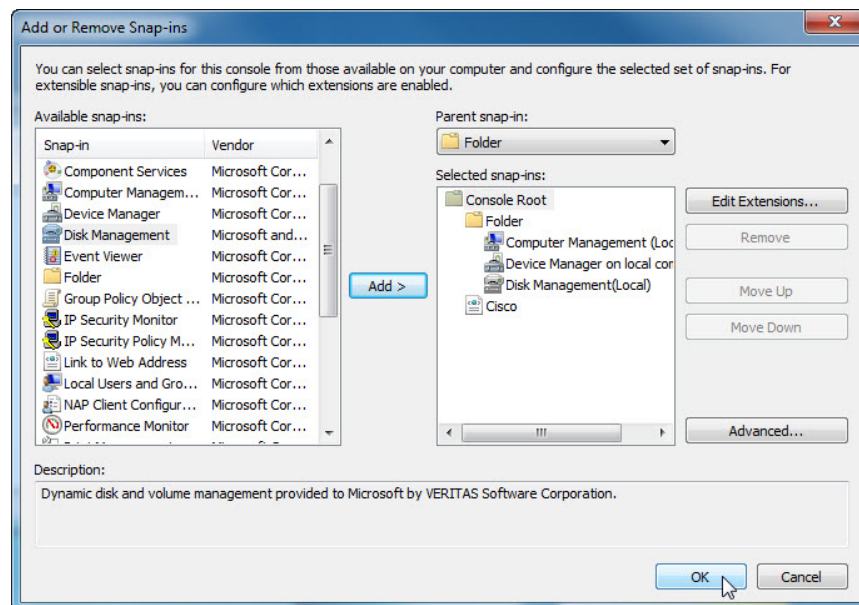 Add or Remove Snap-ins
You can select snap-ins for this console from those available on your computer and configure the selected set of snap-ins. For
extensible snap-ins, you can configure which extensions are enabled.
Available snap-ins:
Snap-in Vendor
Component Services Microsoft Cor...
Computer Managem... Microsoft Cor...
Device Manager Microsoft Cor...
Disk Management Microsoft and...
Event Viewer Microsoft Cor...
Folder Microsoft Cor...
Group Policy Object ... Microsoft Cor...
IP Security Monitor Microsoft Cor...
IP Security Policy M... Microsoft Cor...
Link to Web Address Microsoft Cor...
Local Users and Gro... Microsoft Cor...
NAP Client Configur... Microsoft Cor...
Performance Monitor Microsoft Cor...
Add >
Parent snap-in:
Folder
Selected snap-ins:
Console Root
Folder
Computer Management (Loc
Device Manager on local con
Disk Management(Local)
Cisco
Edit Extensions...
Remove
Move Up
Move Down
Advanced...
Description:
Dynamic disk and volume management provided to Microsoft by VERITAS Software Corporation.
OK Cancel